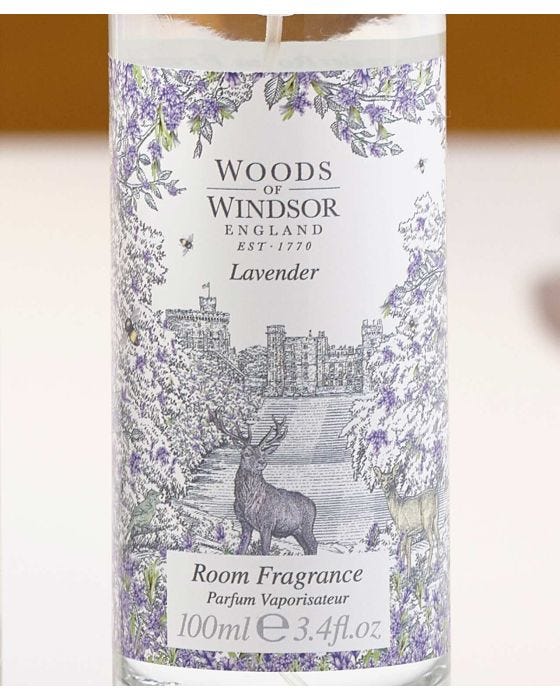 WOODS
OF
WINDSOR
ENGLAND
EST·1770
Lavender
Room Fragrance
Parfum Vaporisateur
100ml ℮ 3.4fl.oz